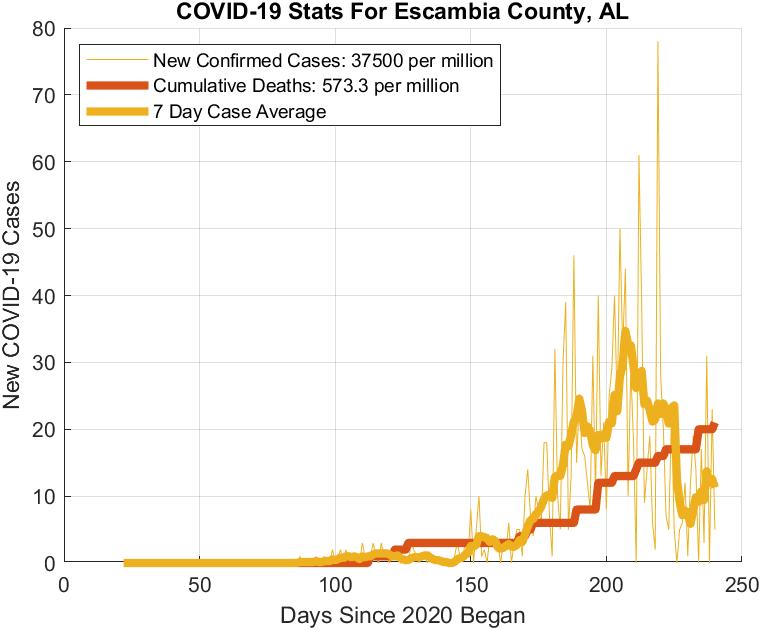 COVID-19 Stats For Escambia County, AL
New Confirmed Cases: 37500 per million
Cumulative Deaths: 573.3 per million
7 Day Case Average
New COVID-19 Cases
80
70
60
50
40
30
20
10
0
0 50 100 150 200 250
Days Since 2020 Began